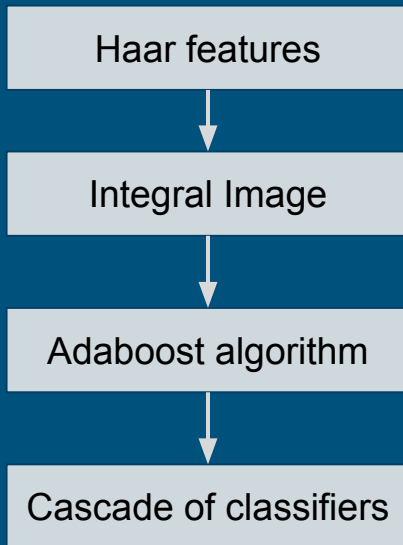 Haar features
Integral Image
Adaboost algorithm
Cascade of classifiers